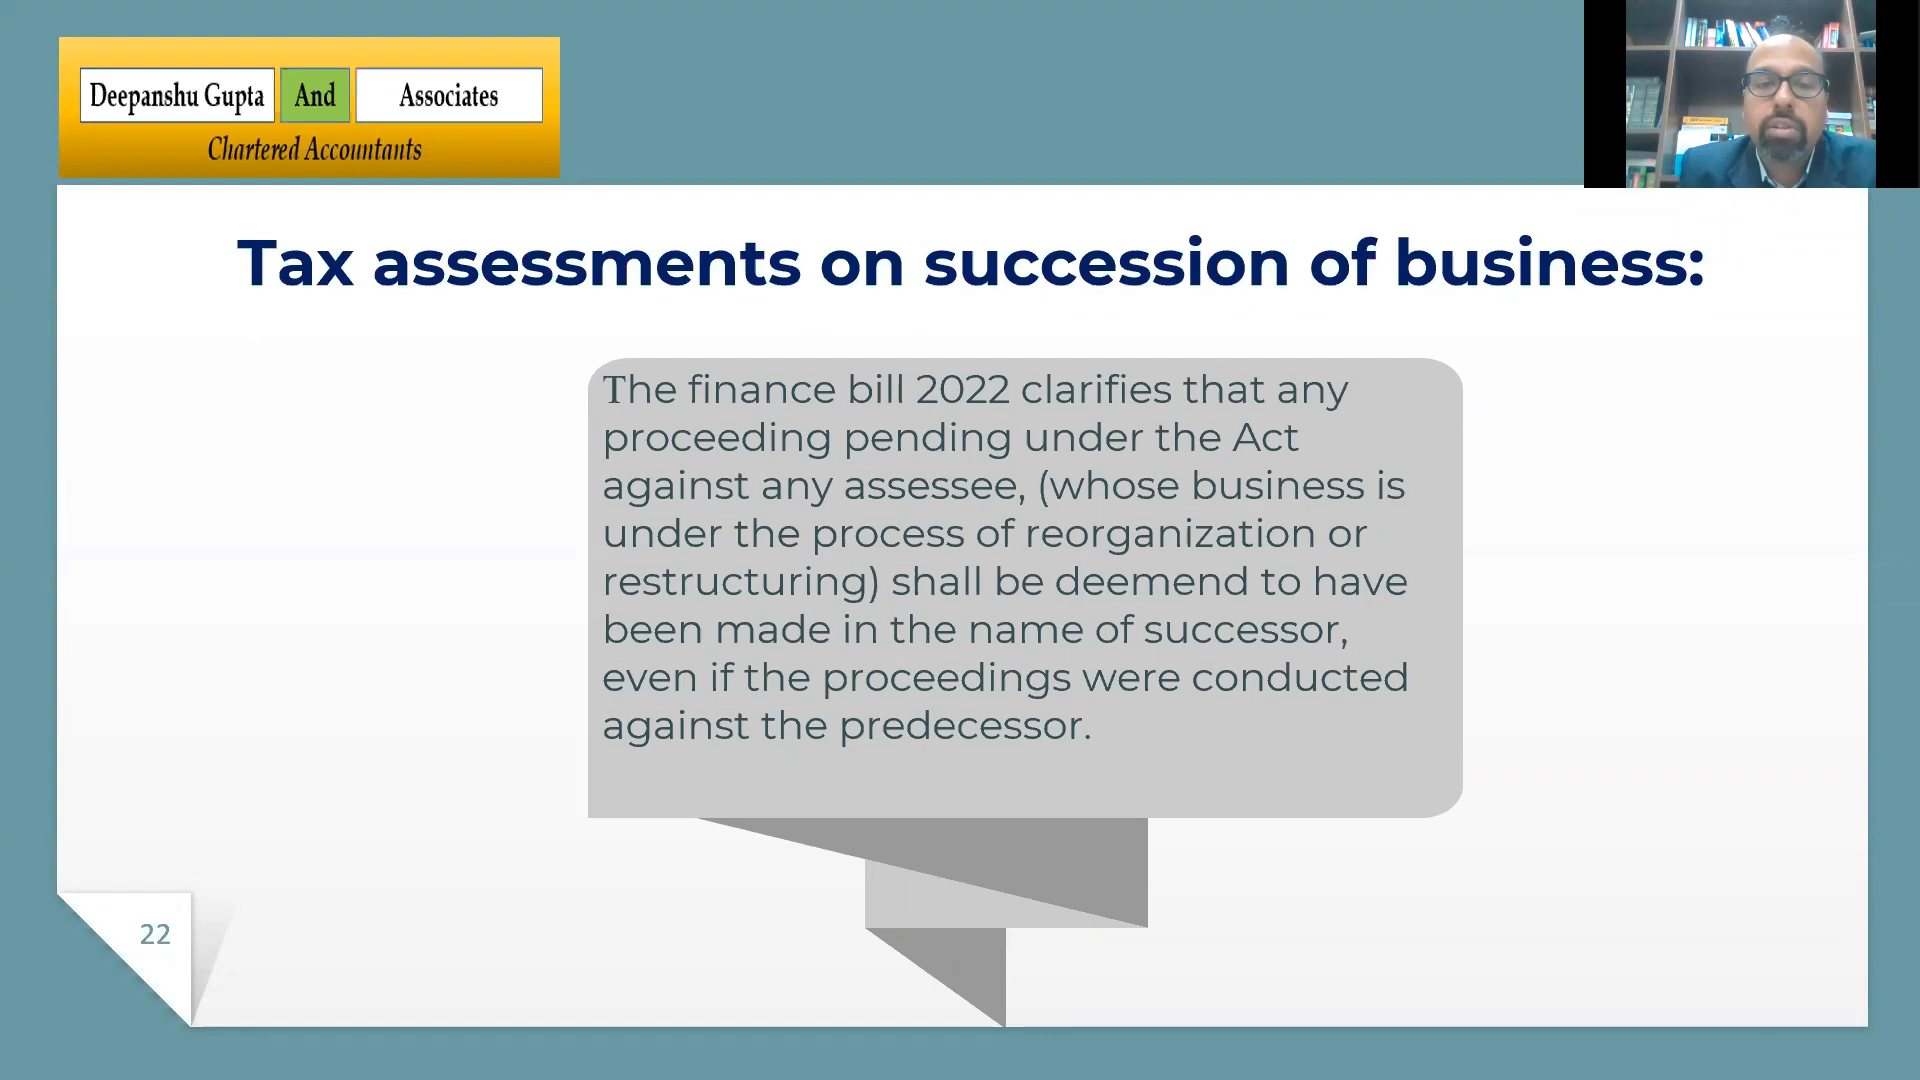 Deepanshu Gupta And Associates
Chartered Accountants
Tax assessments on succession of business:
The finance bill 2022 clarifies that any
proceeding pending under the Act
against any assessee, (whose business is
under the process of reorganization or
restructuring) shall be deemend to have
been made in the name of successor,
even if the proceedings were conducted
against the predecessor.
22